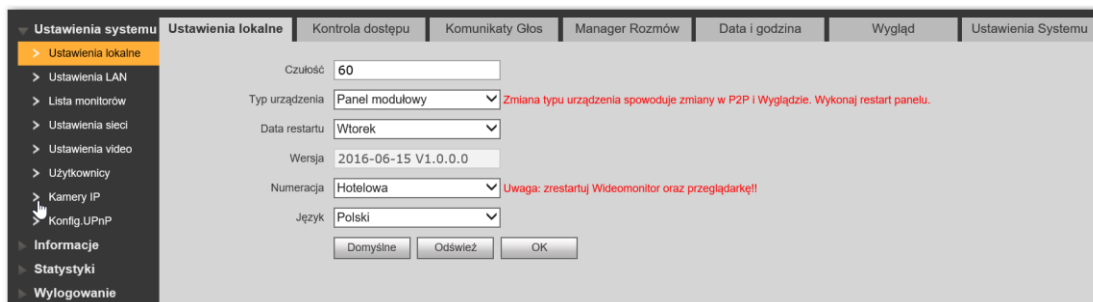 Ustawienia systemu
Ustawienia lokalne
Ustawienia LAN
Lista monitorów
Ustawienia sieci
Ustawienia video
Użytkownicy
Kamery IP
Konfig.UPnP
Informacje
Statystyki
Wylogowanie
Ustawienia lokalne Kontrola dostępu Komunikaty Głos Manager Rozmów Data i godzina Wygląd Ustawienia Systemu
Czułość 60
Typ urządzenia Panel modułowy Zmiana typu urządzenia spowoduje zmiany w P2P i Wyglądzie. Wykonaj restart panelu.
Data restartu Wtorek
Wersja 2016-06-15 V1.0.0.0
Numeracja Hotelowa Uwaga: zrestartuj Wideomonitor oraz przeglądarkę!!
Język Polski
Domyślne Odśwież OK